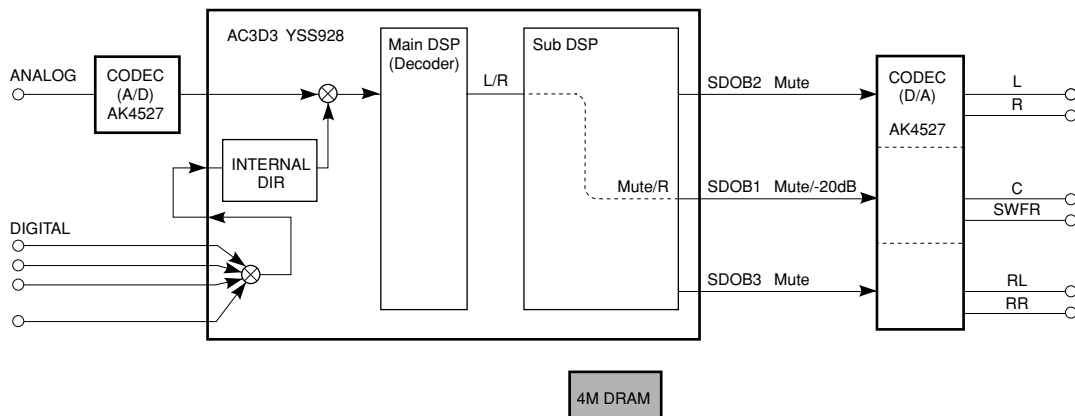 AC3D3 YSS928
Main DSP
(Decoder)
Sub DSP
ANALOG
CODEC
(A/D)
AK4527
L/R
SDOB2 Mute
CODEC
(D/A)
AK4527
L
R
INTERNAL
DIR
Mute/R
SDOB1 Mute/-20dB
C
SWFR
DIGITAL
SDOB3 Mute
RL
RR
4M DRAM